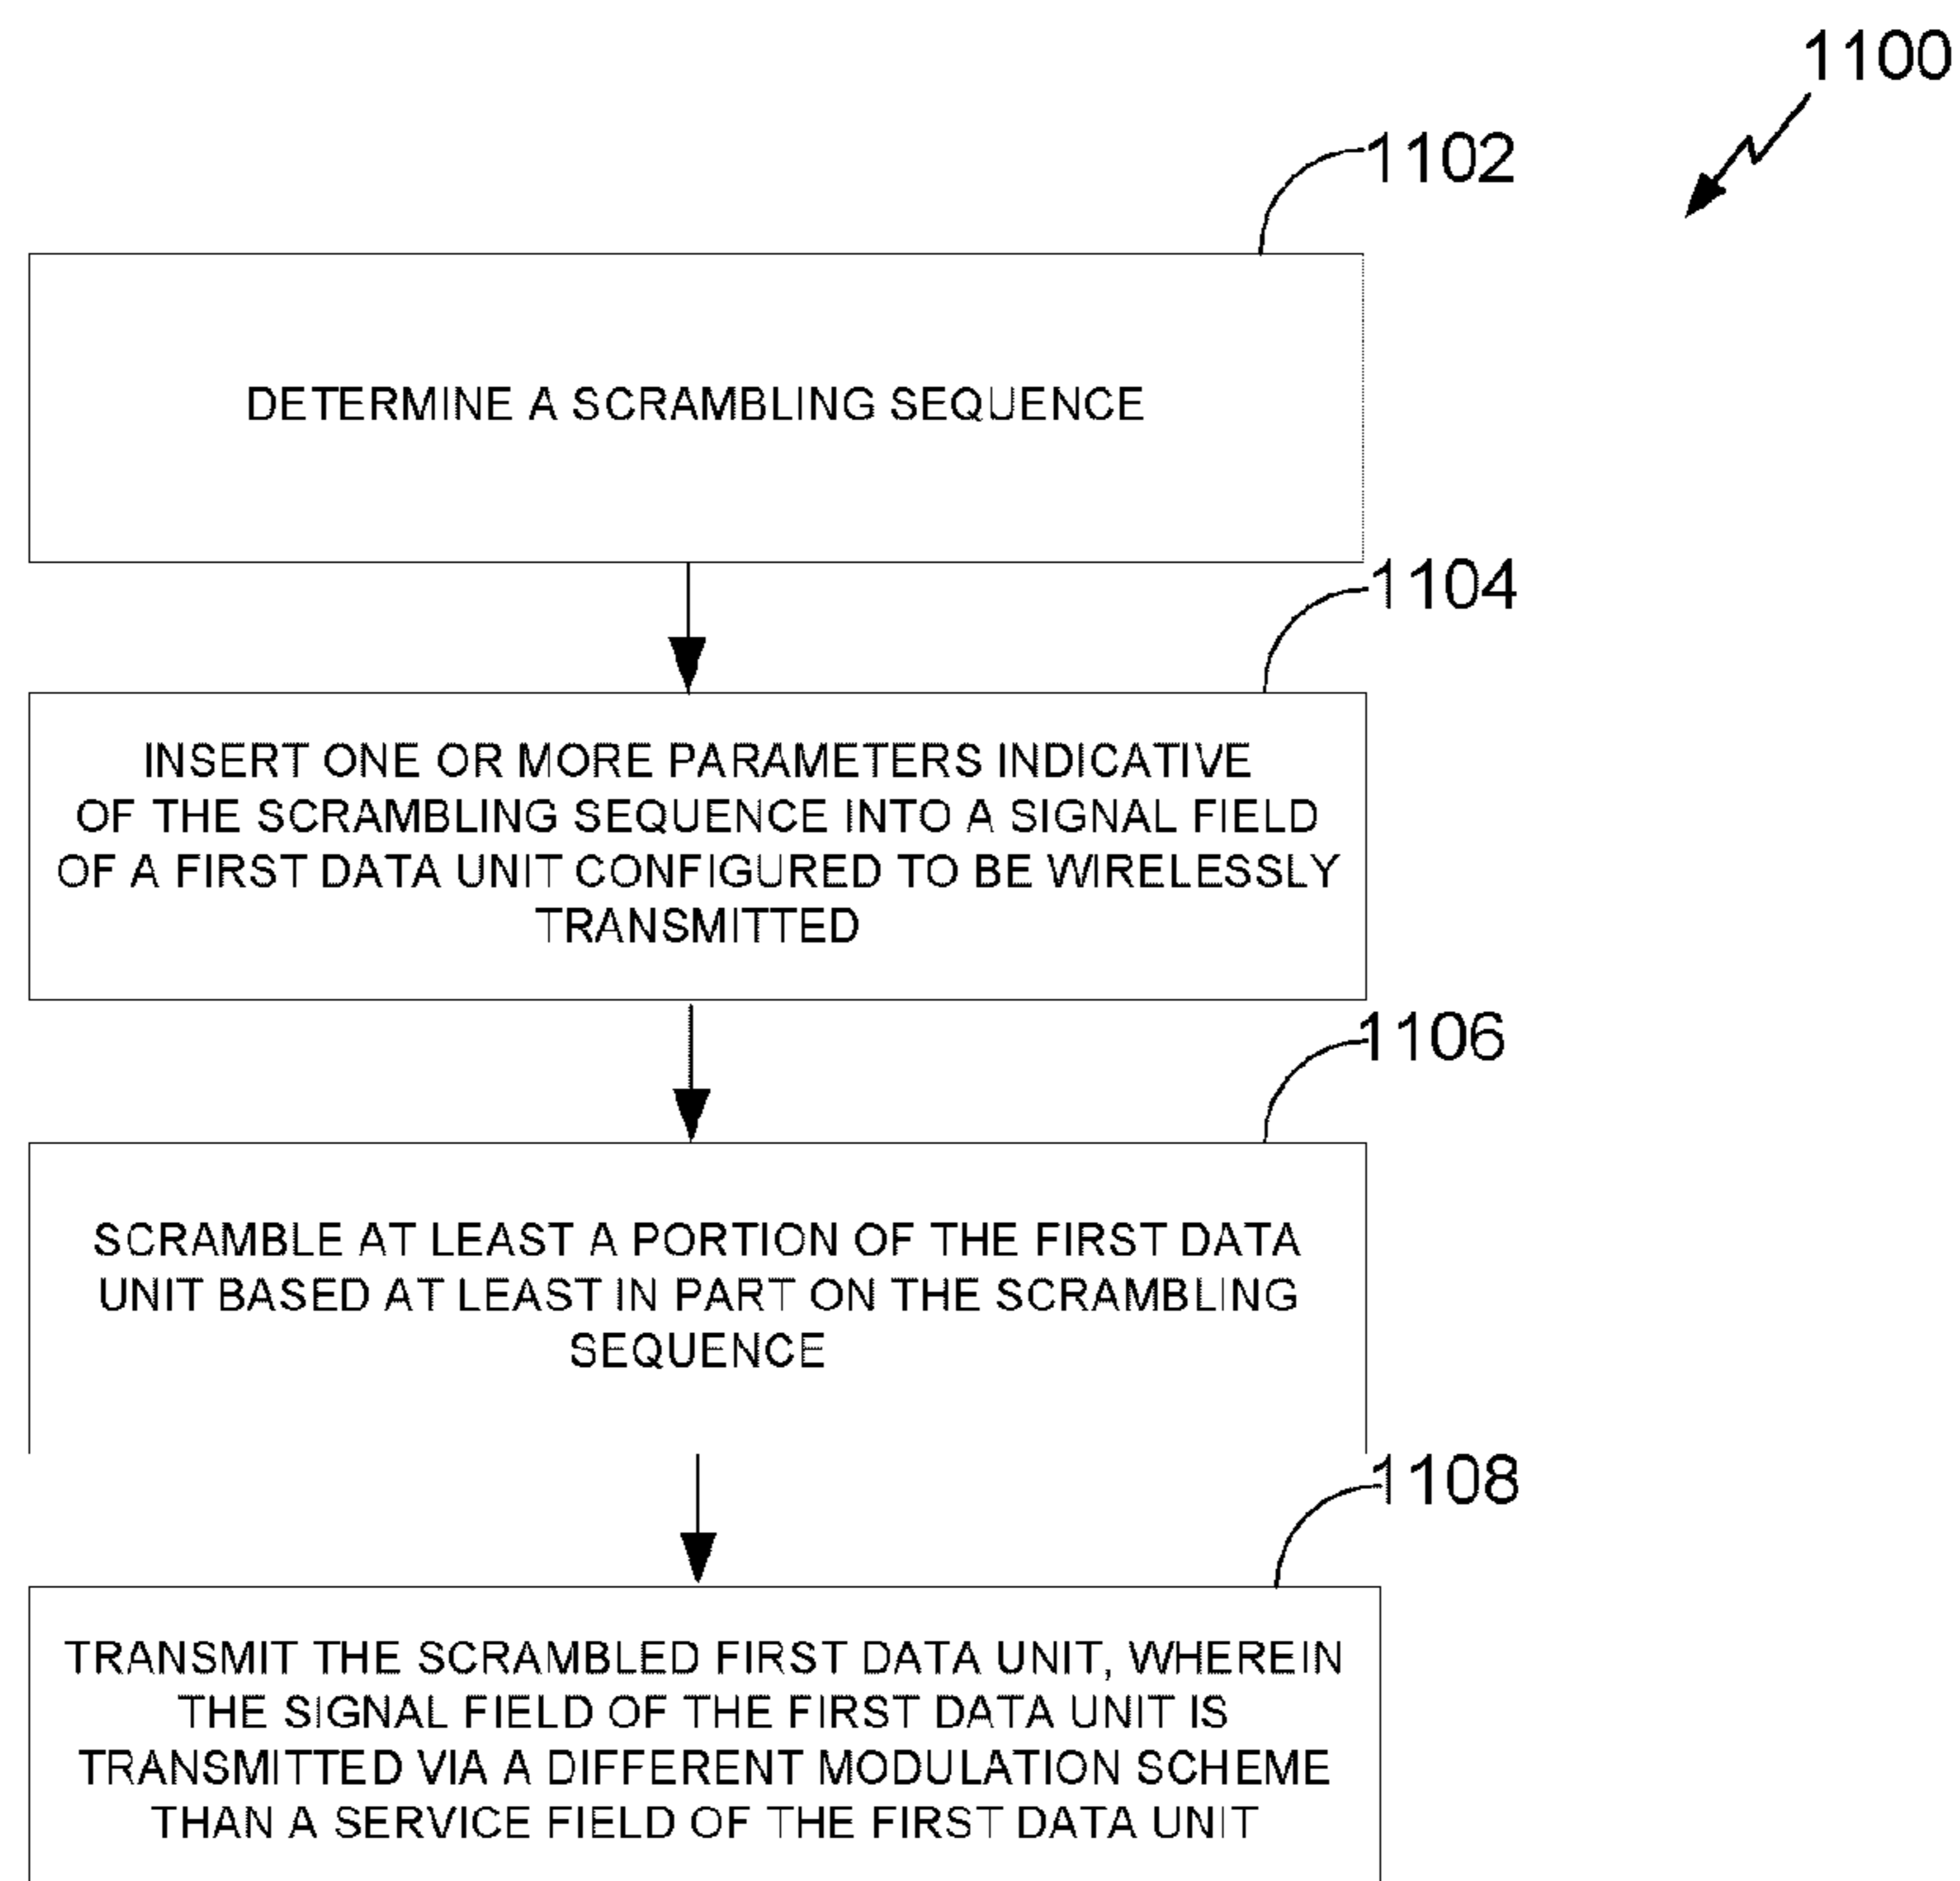 1100
1102
DETERMINE A SCRAMBLING SEQUENCE
1104
INSERT ONE OR MORE PARAMETERS INDICATIVE
OF THE SCRAMBLING SEQUENCE INTO A SIGNAL FIELD
OF A FIRST DATA UNIT CONFIGURED TO BE WIRELESSLY
TRANSMITTED
1106
SCRAMBLE AT LEAST A PORTION OF THE FIRST DATA
UNIT BASED AT LEAST IN PART ON THE SCRAMBLING
SEQUENCE
1108
TRANSMIT THE SCRAMBLED FIRST DATA UNIT, WHEREIN
THE SIGNAL FIELD OF THE FIRST DATA UNIT IS
TRANSMITTED VIA A DIFFERENT MODULATION SCHEME
THAN A SERVICE FIELD OF THE FIRST DATA UNIT